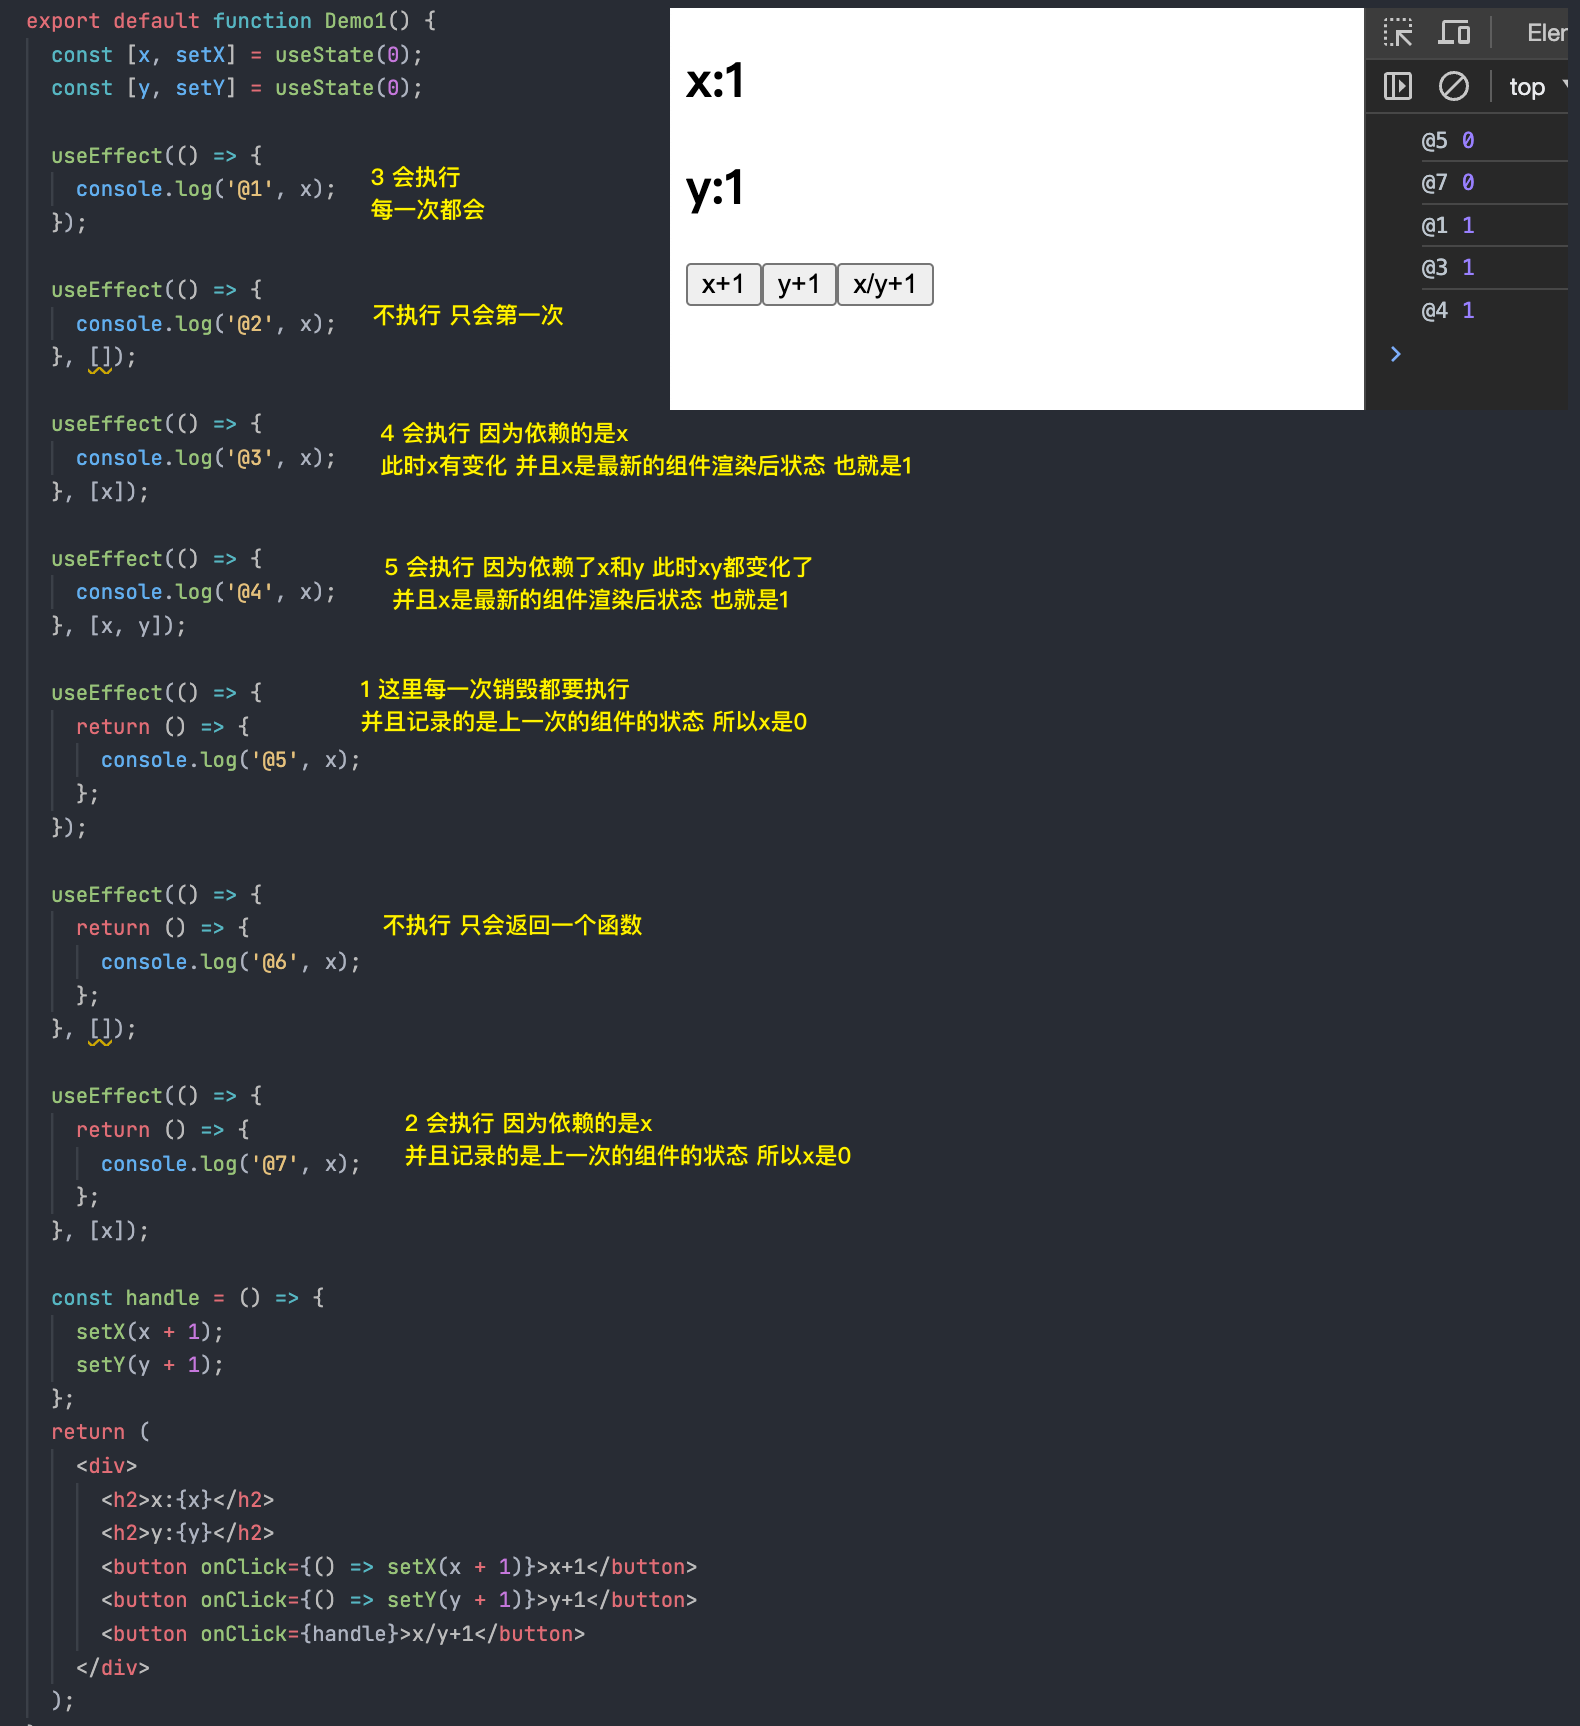 export default function Demo1() {
const [x, setX] = useState(0);
const [y, setY] = useState(0);
useEffect(() => {
console.log('@1', x);
});
3 会执行
每一次都会
useEffect(() => {
console.log('@2', x);
}, []);
不执行 只会第一次
useEffect(() => {
console.log('@3', x);
}, [x]);
4 会执行 因为依赖的是x
此时x有变化 并且x是最新的组件渲染后状态 也就是1
useEffect(() => {
console.log('@4', x);
}, [x, y]);
5 会执行 因为依赖了x和y 此时xy都变化了
并且x是最新的组件渲染后状态 也就是1
useEffect(() => {
return () => {
console.log('@5', x);
};
});
1 这里每一次销毁都要执行
并且记录的是上一次的组件的状态 所以x是0
useEffect(() => {
return () => {
console.log('@6', x);
};
}, []);
不执行 只会返回一个函数
useEffect(() => {
return () => {
console.log('@7', x);
};
}, [x]);
2 会执行 因为依赖的是x
并且记录的是上一次的组件的状态 所以x是0
const handle = () => {
setX(x + 1);
setY(y + 1);
};
return (
<div>
<h2>x:{x}</h2>
<h2>y:{y}</h2>
<button onClick={() => setX(x + 1)}>x+1</button>
<button onClick={() => setY(y + 1)}>y+1</button>
<button onClick={handle}>x/y+1</button>
</div>
);
x:1
y:1
x+1 y+1 x/y+1
top
@5 0
@7 0
@1 1
@3 1
@4 1